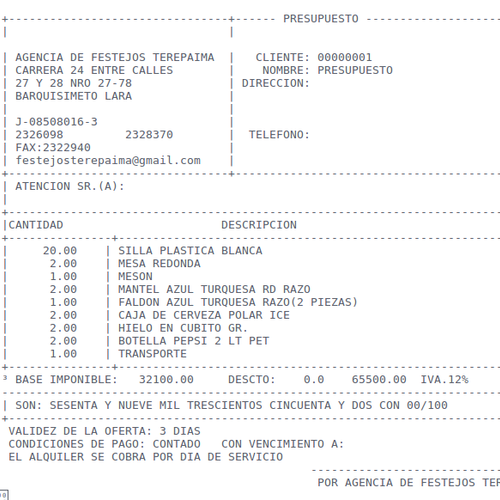 PRESUPUESTO
AGENCIA DE FESTEJOS TEREPAIMA CLIENTE: 00000001
CARRERA 24 ENTRE CALLES NOMBRE: PRESUPUESTO
27 Y 28 NRO 27-78 DIRECCION:
BARQUISIMETO LARA
J-08508016-3
2326098 2328370 TELEFONO:
FAX:2322940
festejosterepaima@gmail.com
ATENCION SR.(A):
CANTIDAD DESCRIPCION
20.00 SILLA PLASTICA BLANCA
2.00 MESA REDONDA
1.00 MESON
2.00 MANTEL AZUL TURQUESA RD RAZO
1.00 FALDON AZUL TURQUESA RAZO(2 PIEZAS)
2.00 CAJA DE CERVEZA POLAR ICE
2.00 HIELO EN CUBITO GR.
2.00 BOTELLA PEPSI 2 LT PET
1.00 TRANSPORTE
³ BASE IMPONIBLE: 32100.00 DESCTO: 0.0 65500.00 IVA.12%
SON: SESENTA Y NUEVE MIL TRESCIENTOS CINCUENTA Y DOS CON 00/100
VALIDEZ DE LA OFERTA: 3 DIAS
CONDICIONES DE PAGO: CONTADO CON VENCIMIENTO A:
EL ALQUILER SE COBRA POR DIA DE SERVICIO
POR AGENCIA DE FESTEJOS TER